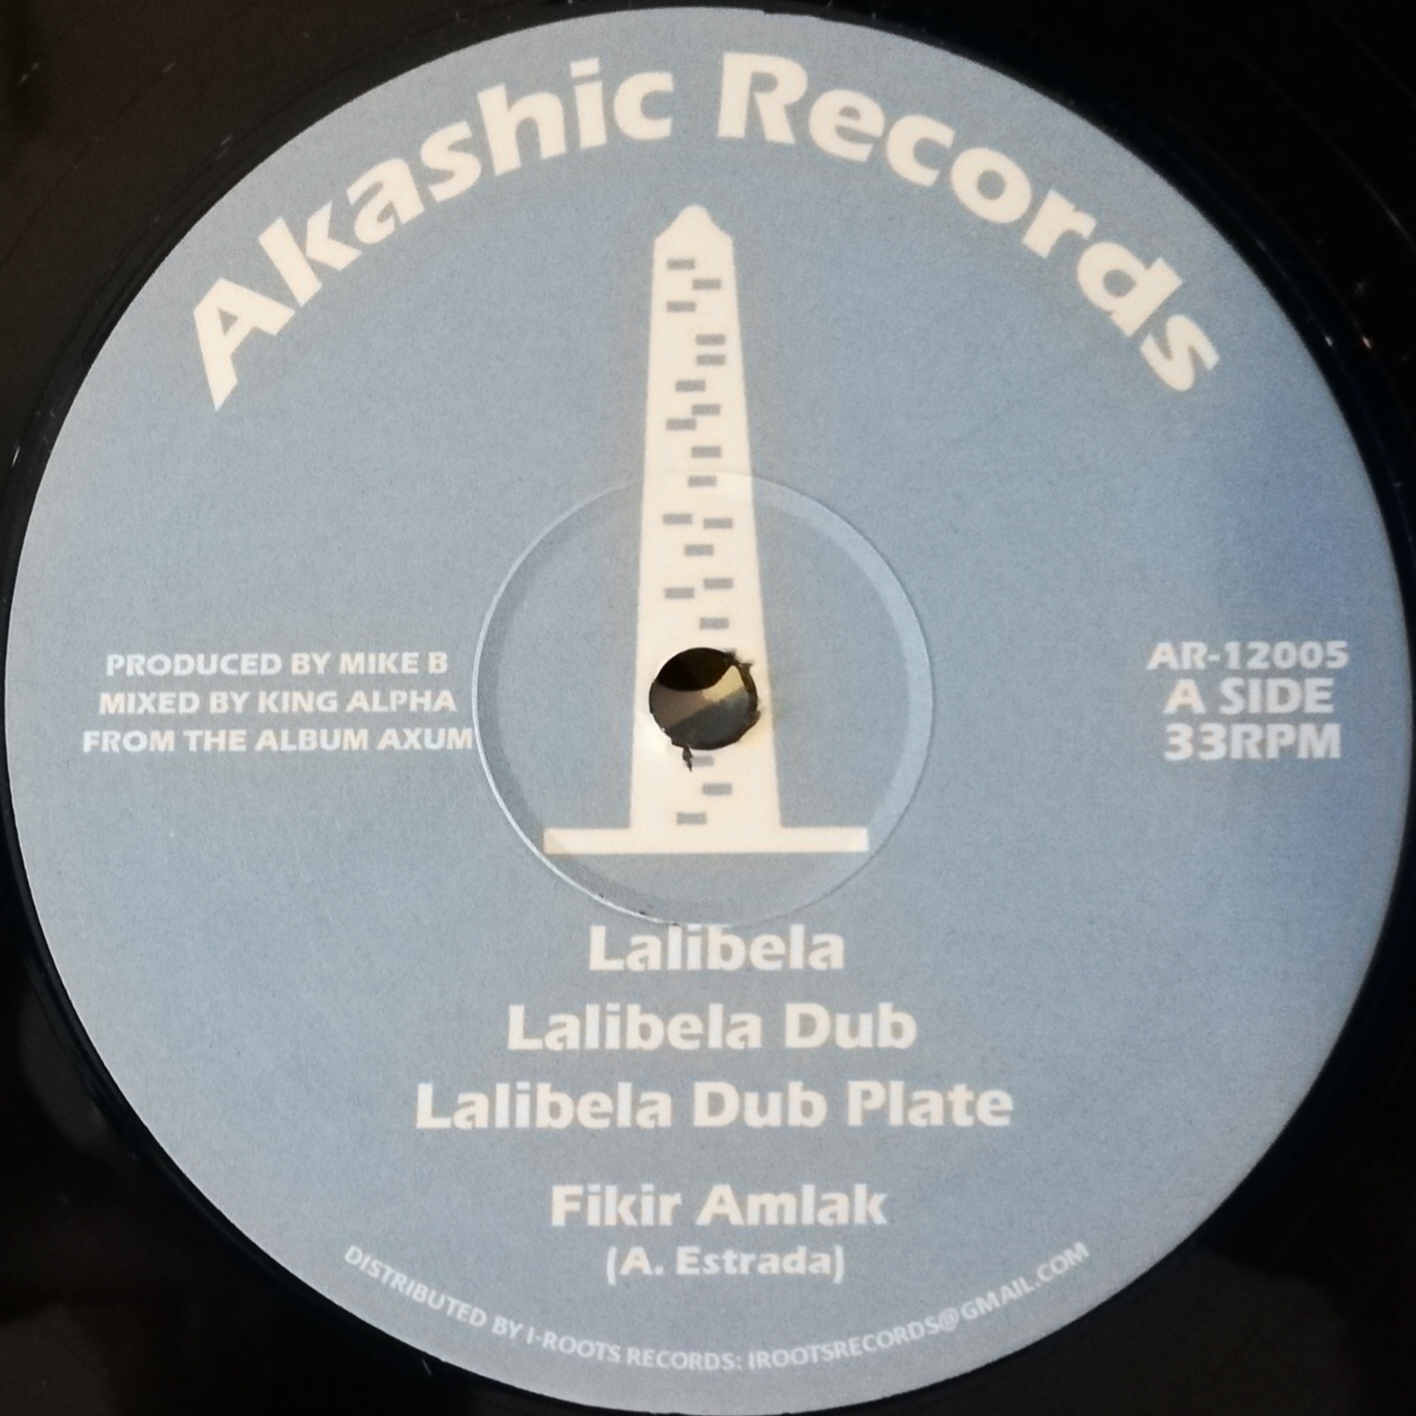 Akashic Records
PRODUCED BY MIKE B
MIXED BY KING ALPHA
FROM THE ALBUM AXUM
AR-12005
A SIDE
33RPM
Lalibela
Lalibela Dub
Lalibela Dub Plate
Fikir Amlak
(A. Estrada)
DISTRIBUTED BY I-ROOTS RECORDS: IROOTSRECORDS@GMAIL.COM